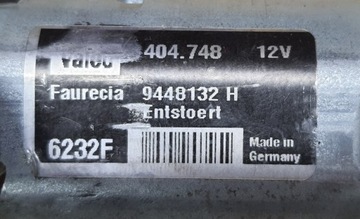 Valeo 404.748 12V
Faurecia 9448132 H
Entstoert
6232F Made in
Germany